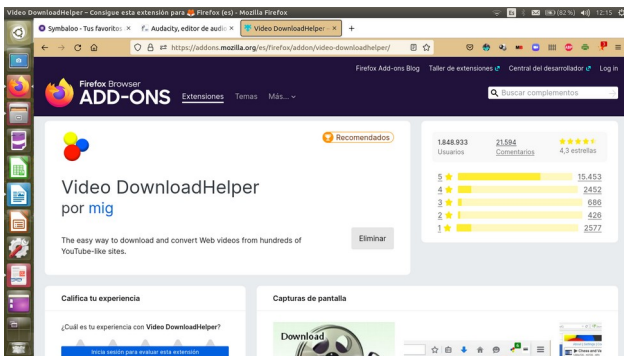 Video DownloadHelper – Consigue esta extensión para 🦊 Firefox (es) - Mozilla Firefox
Es
(82 %)
12:15
Symbaloo - Tus favoritos
Audacity, editor de audio
Video DownloadHelper –
https://addons.mozilla.org/es/firefox/addon/video-downloadhelper/
Firefox Add-ons Blog
Taller de extensiones
Central del desarrollador
Log in
Firefox Browser
ADD-ONS
Extensiones
Temas
Más...
Buscar complementos
Recomendados
Video DownloadHelper
por mig
The easy way to download and convert Web videos from hundreds of
YouTube-like sites.
Eliminar
1.848.933
Usuarios
21.594
Comentarios
4,3 estrellas
5 15.453
4 2452
3 686
2 426
1 2577
Califica tu experiencia
¿Cuál es tu experiencia con Video DownloadHelper?
Inicia sesión para evaluar esta extensión
Capturas de pantalla
Download